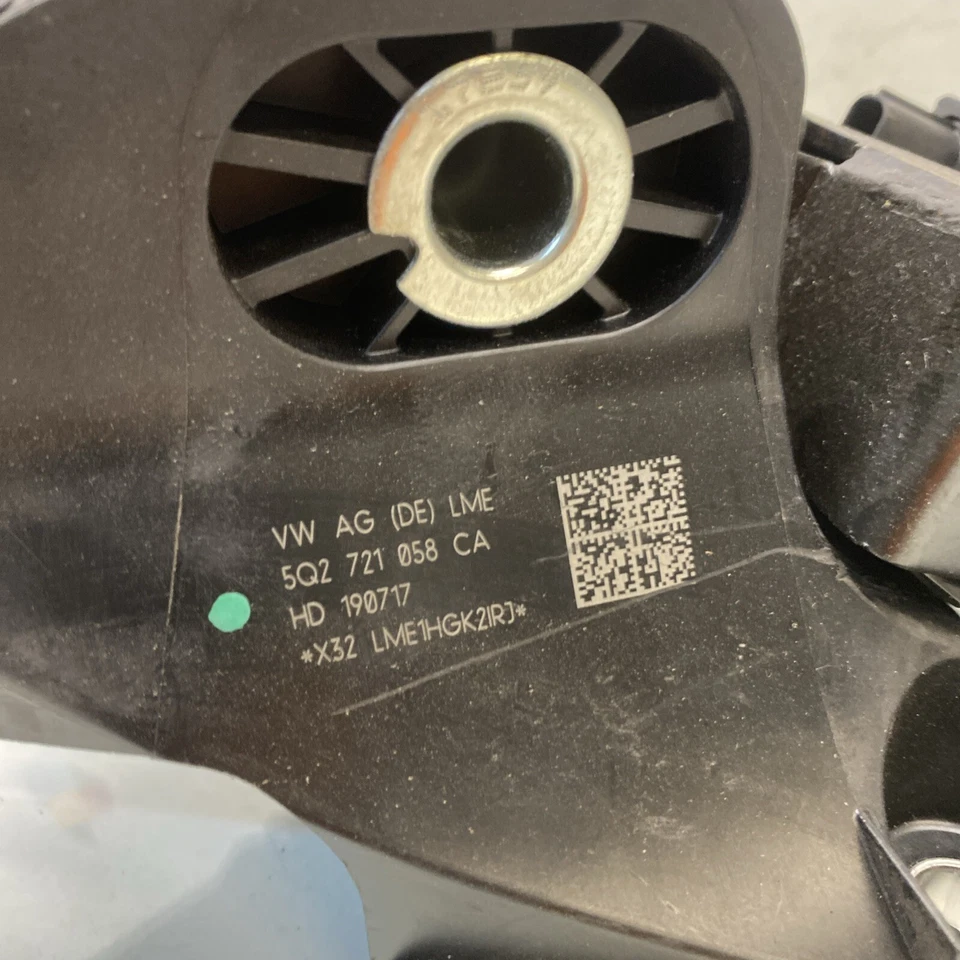 VW AG (DE) LME
5Q2 721 058 CA
HD 190717
*X32 LME1HGK2IRJ*